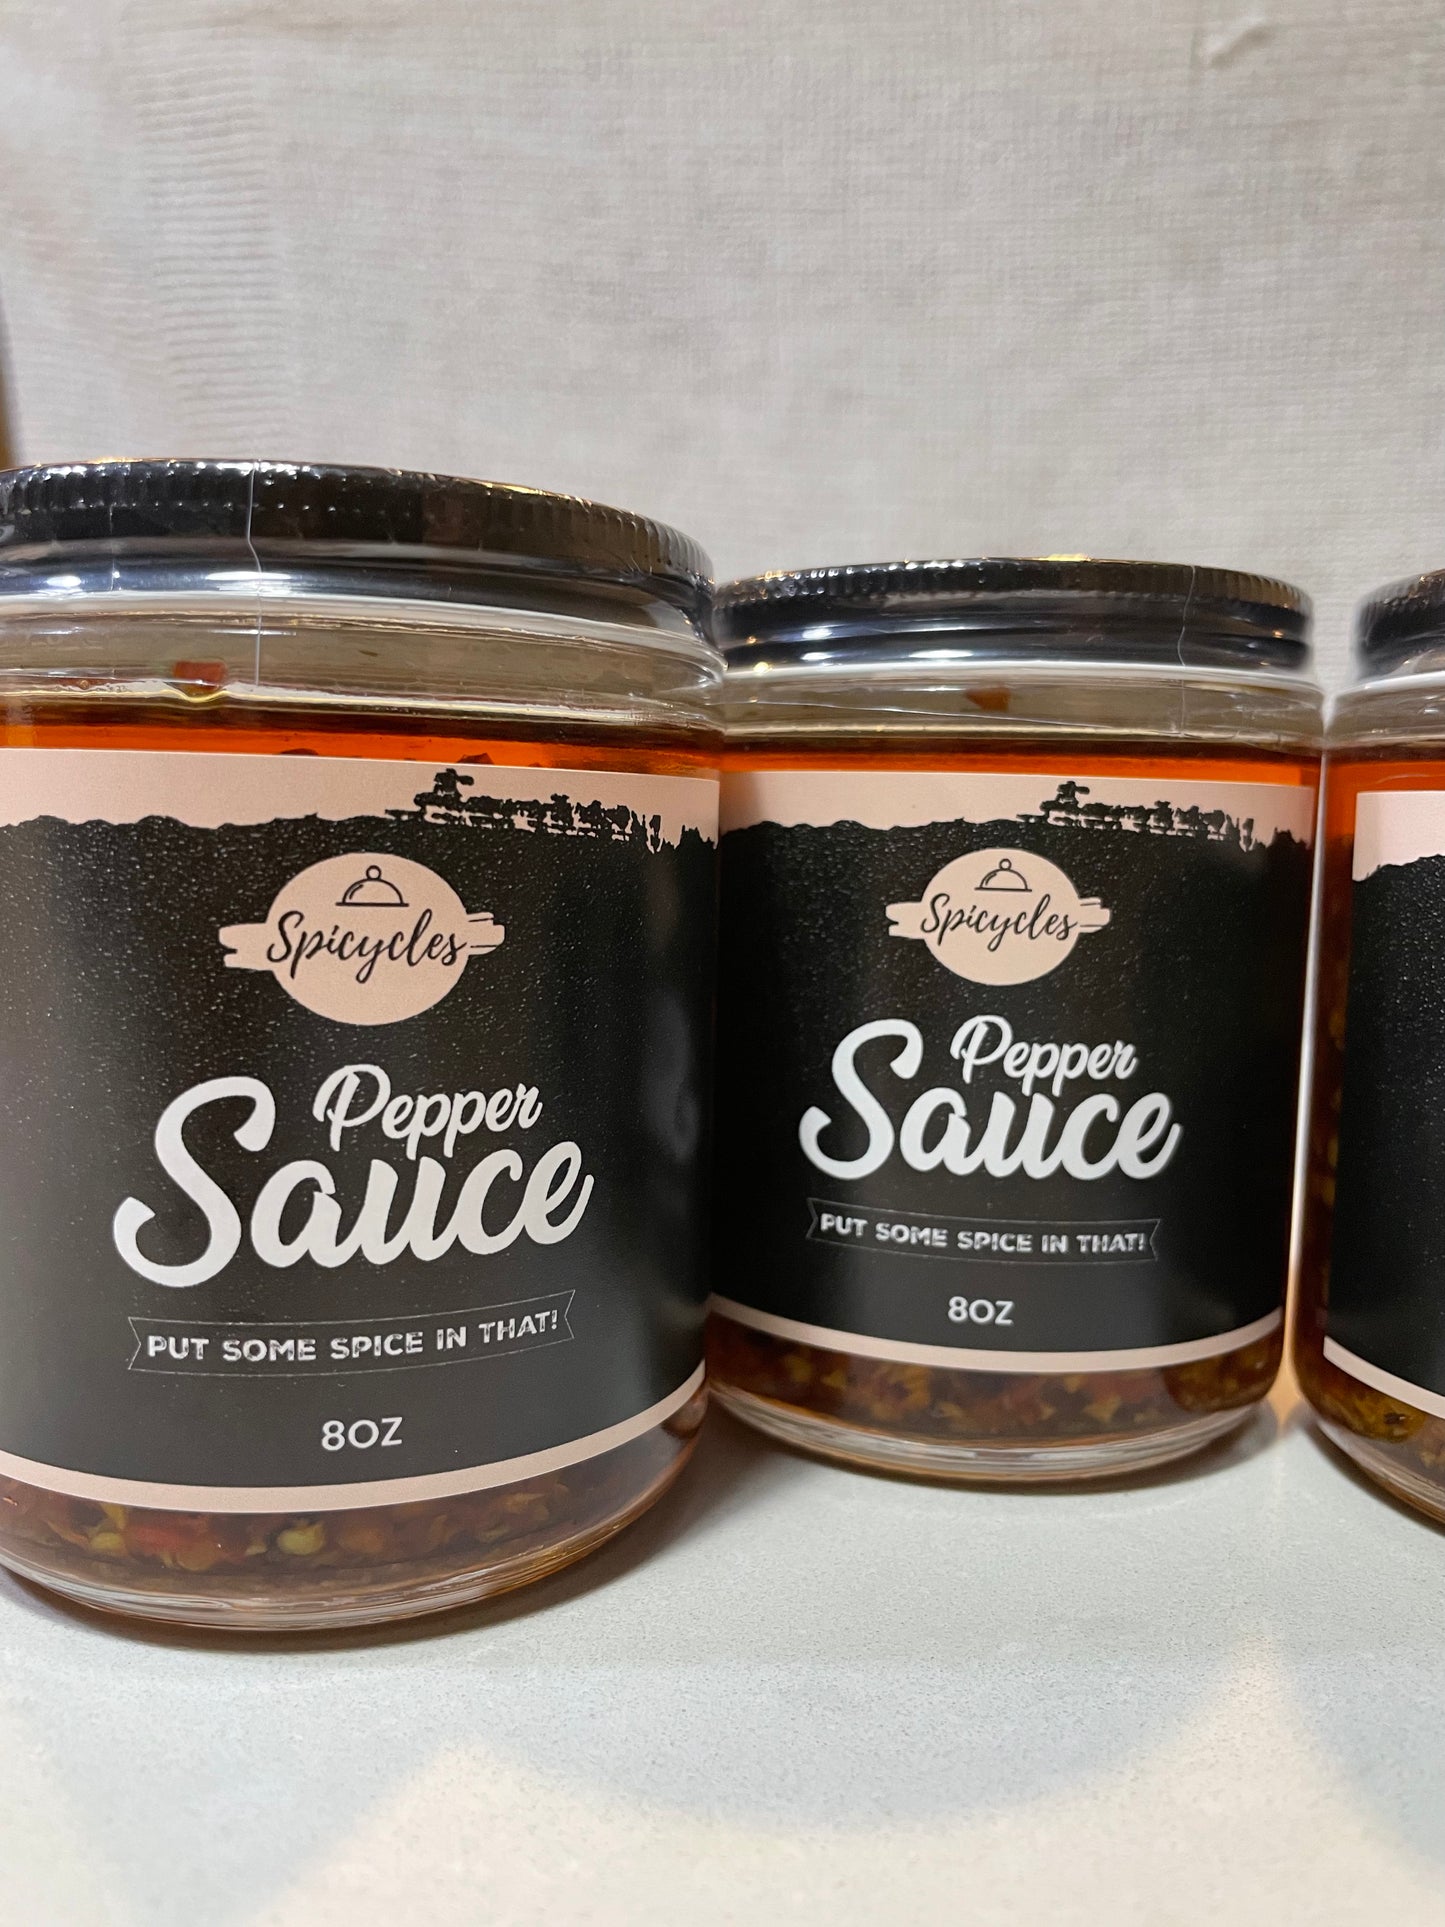 Spicycles
Pepper
Sauce
PUT SOME SPICE IN THAT!
8OZ
Spicycles
Pepper
Sauce
PUT SOME SPICE IN THAT!
8OZ